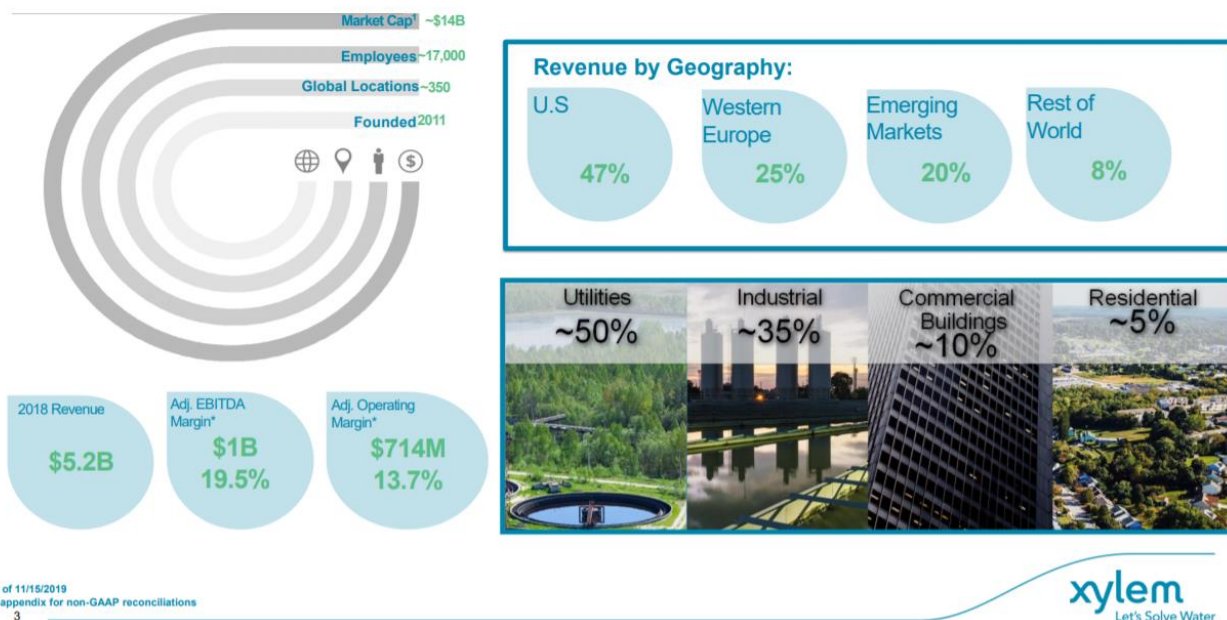 Market Cap¹ ~$14B
Employees ~17,000
Global Locations ~350
Founded 2011
2018 Revenue
$5.2B
Adj. EBITDA
Margin*
$1B
19.5%
Adj. Operating
Margin*
$714M
13.7%
Revenue by Geography:
U.S
47%
Western
Europe
25%
Emerging
Markets
20%
Rest of
World
8%
Utilities
~50%
Industrial
~35%
Commercial
Buildings
~10%
Residential
~5%
of 11/15/2019
appendix for non-GAAP reconciliations
3
xylem
Let's Solve Water